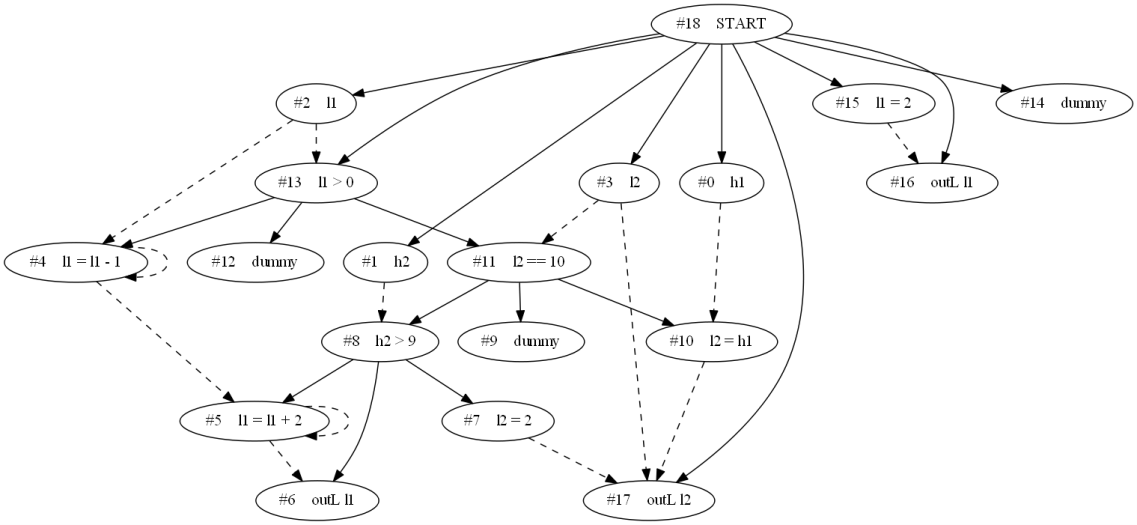 #18 START
#2 l1
#15 l1 = 2
#14 dummy
#13 l1 > 0
#3 l2
#0 h1
#16 outL l1
#4 l1 = l1 - 1
#12 dummy
#1 h2
#11 l2 == 10
#8 h2 > 9
#9 dummy
#10 l2 = h1
#5 l1 = l1 + 2
#7 l2 = 2
#6 outL l1
#17 outL l2